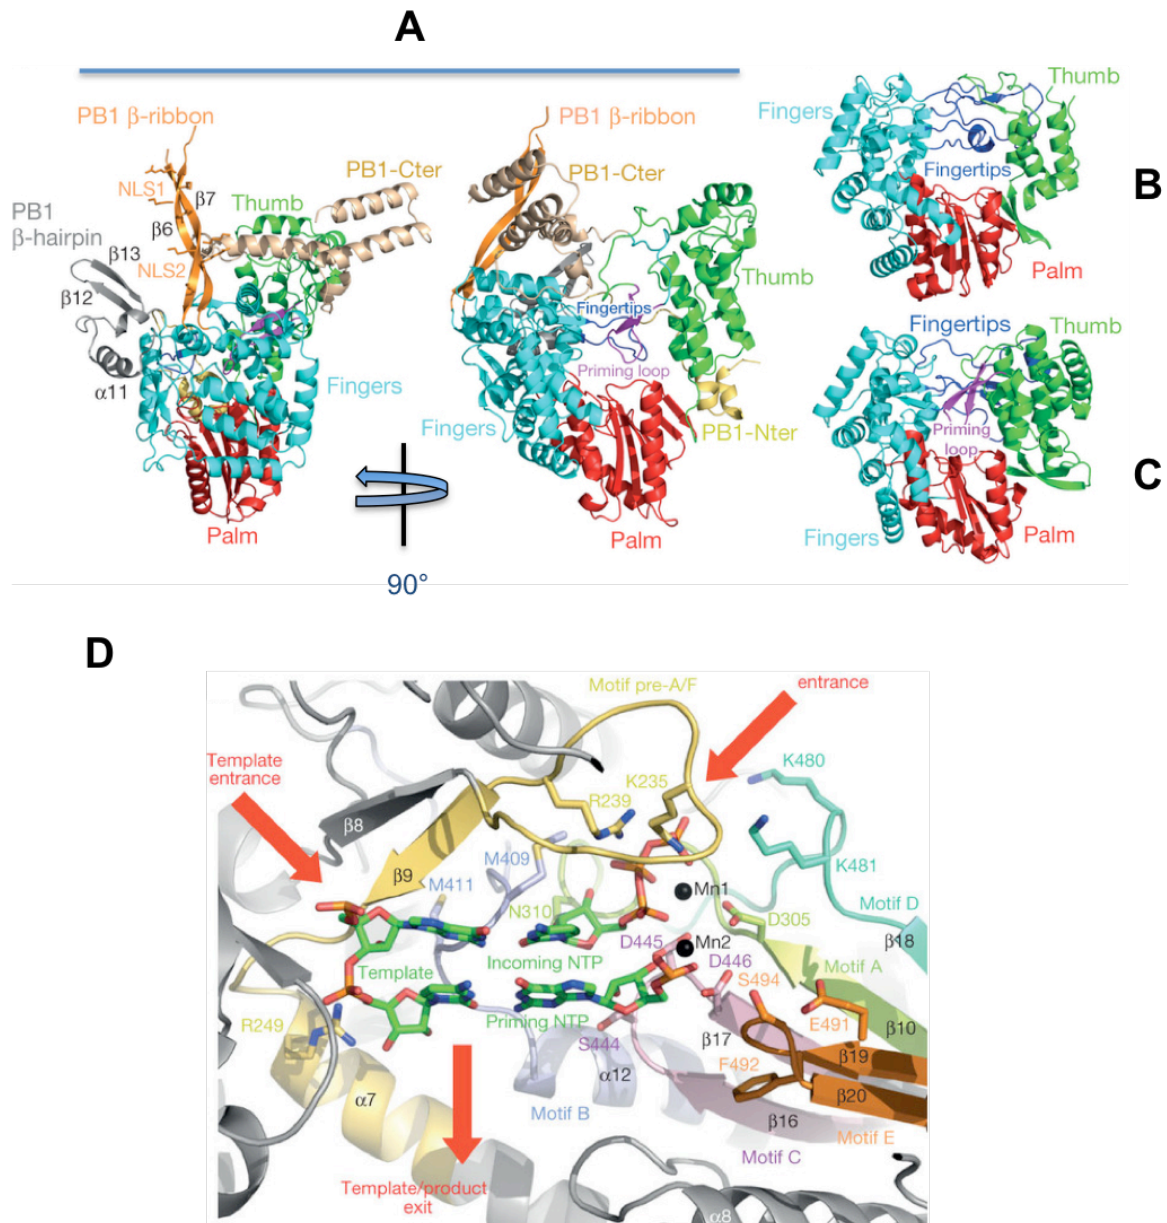 A
PB1 β-ribbon
NLS1
β7
β6
PB1
β-hairpin
β13
NLS2
β12
α11
Thumb
PB1-Cter
Fingers
Palm
90°
PB1 β-ribbon
PB1-Cter
Thumb
Fingertips
Priming loop
Fingers
PB1-Nter
Palm
B
Fingers
Thumb
Fingertips
Palm
C
Fingertips
Thumb
Priming
loop
Fingers
Palm
D
Motif pre-A/F
entrance
Template
entrance
K480
K235
R239
β8
M409
K481
β9
M411
Mn1
N310
D305
Motif D
D445
Mn2
β18
Template
Incoming NTP
D446
S494
Motif A
R249
Priming NTP
E491
β10
S444
β17
β19
F492
α12
α7
β20
Motif B
β16
Motif E
Motif C
Template/product
exit
α8